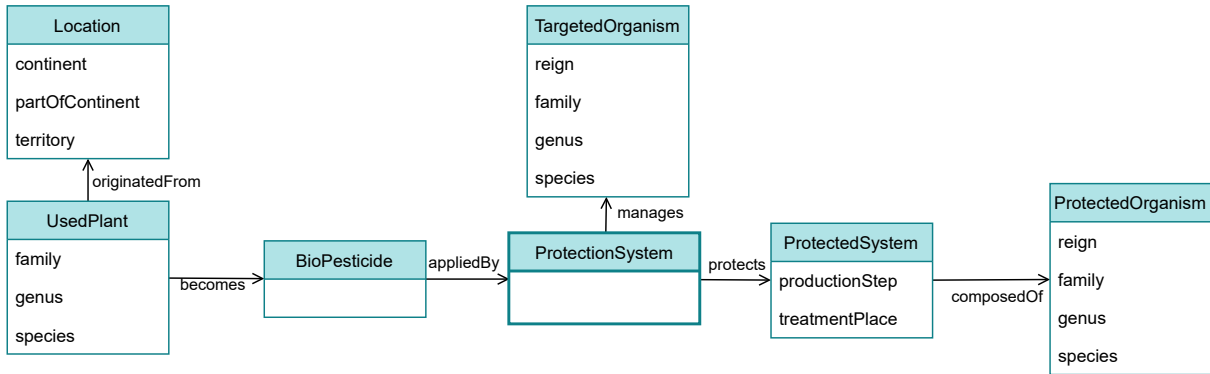 Location
continent
partOfContinent
territory
originatedFrom
UsedPlant
family
genus
species
becomes
BioPesticide
appliedBy
TargetedOrganism
reign
family
genus
species
manages
ProtectionSystem
protects
ProtectedSystem
productionStep
treatmentPlace
composedOf
ProtectedOrganism
reign
family
genus
species